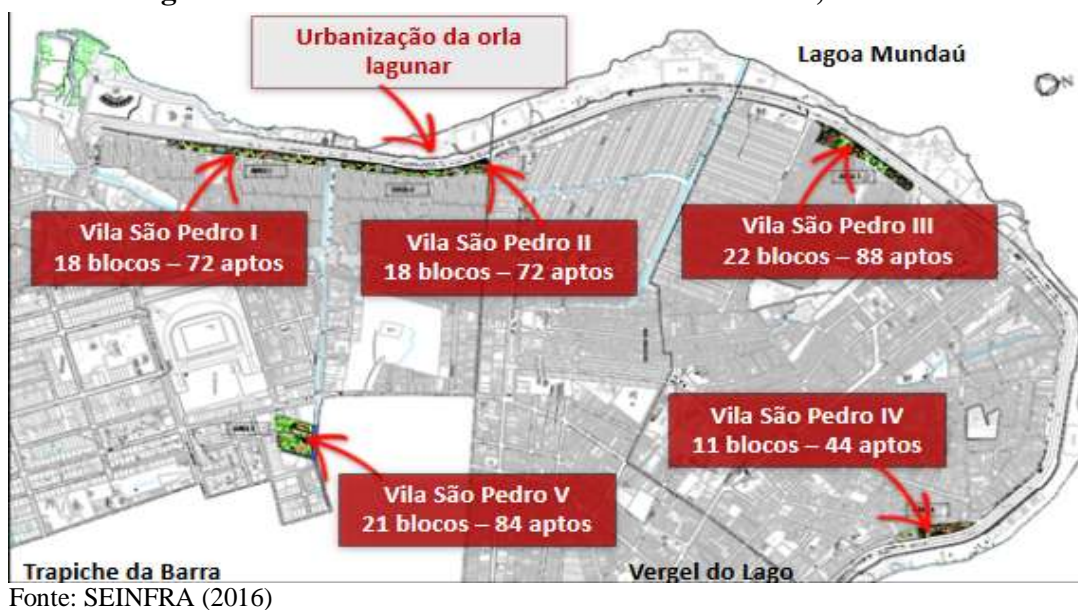 Urbanização da orla
lagunar
Lagoa Mundaú
N
Vila São Pedro I
18 blocos – 72 aptos
Vila São Pedro II
18 blocos – 72 aptos
Vila São Pedro III
22 blocos – 88 aptos
Vila São Pedro IV
11 blocos – 44 aptos
Vila São Pedro V
21 blocos – 84 aptos
Trapiche da Barra
Vergel do Lago
Fonte: SEINFRA (2016)